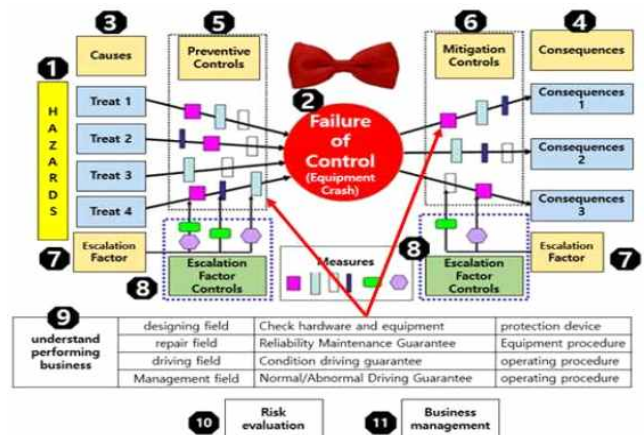 3
5
6
4
Causes
Preventive Controls
Mitigation Controls
Consequences
1
HAZARDS
2
Treat 1
Treat 2
Treat 3
Treat 4
Failure of Control
(Equipment Crash)
Consequences 1
Consequences 2
Consequences 3
7
Escalation Factor
8
Escalation Factor Controls
Measures
8
Escalation Factor Controls
Escalation Factor
7
9
understand performing business
designing field Check hardware and equipment protection device
repair field Reliability Maintenance Guarantee Equipment procedure
driving field Condition driving guarantee operating procedure
Management field Normal/Abnormal Driving Guarantee operating procedure
10
Risk evaluation
11
Business management